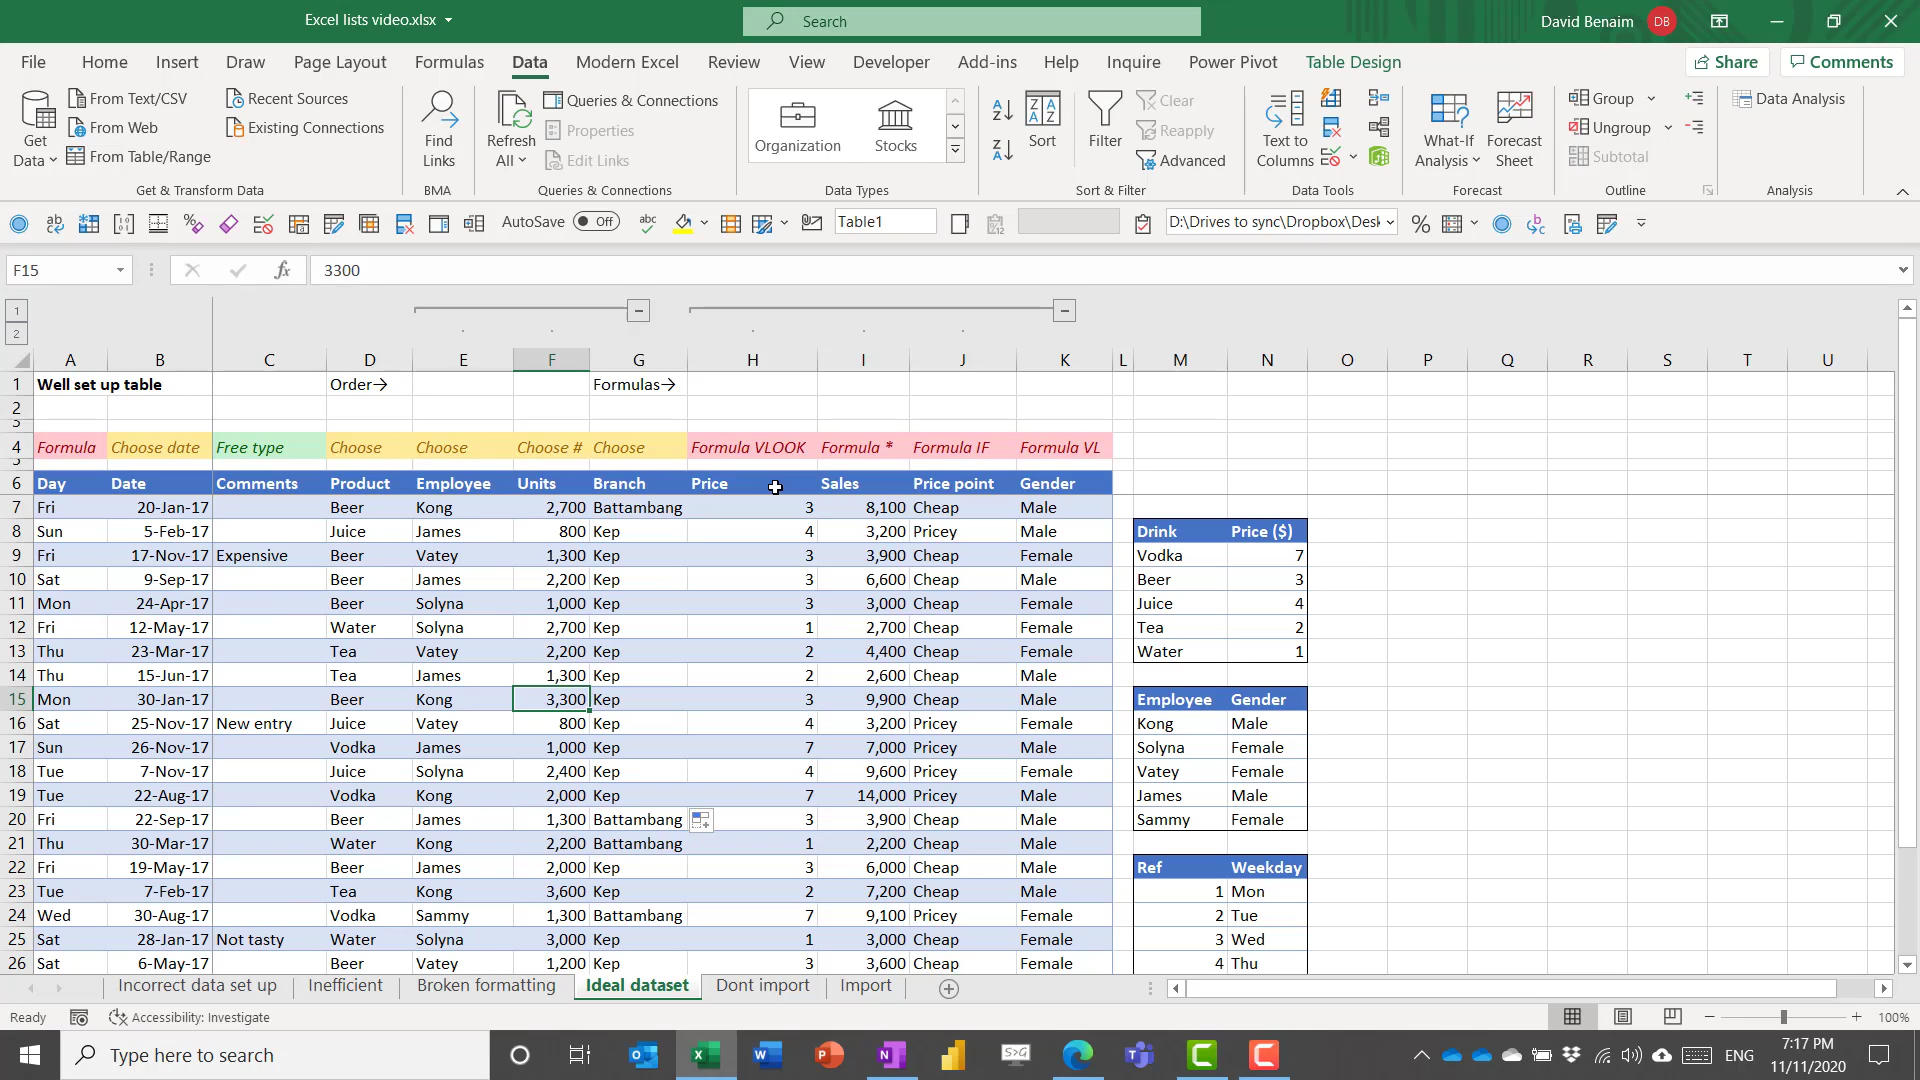 Excel lists video.xlsx
Search
David Benaim DB
File Home Insert Draw Page Layout Formulas Data Modern Excel Review View Developer Add-ins Help Inquire Power Pivot Table Design Share Comments
Get Data
From Text/CSV
From Web
From Table/Range
Recent Sources
Existing Connections
Get & Transform Data
Find Links
BMA
Refresh All
Queries & Connections
Properties
Edit Links
Queries & Connections
Organization Stocks
Data Types
Sort
Filter
Clear
Reapply
Advanced
Sort & Filter
Text to Columns
Data Tools
What-If Analysis
Forecast Sheet
Forecast
Group
Ungroup
Subtotal
Outline
Data Analysis
Analysis
AutoSave Off Table1 D:\Drives to sync\Dropbox\Desk
F15 fx 3300
1
2
A B C D E F G H I J K L M N O P Q R S T U
1 Well set up table Order→ Formulas→
2
3
4 Formula Choose date Free type Choose Choose Choose # Choose Formula VLOOK Formula * Formula IF Formula VL
5
6 Day Date Comments Product Employee Units Branch Price Sales Price point Gender
7 Fri 20-Jan-17 Beer Kong 2,700 Battambang 3 8,100 Cheap Male
8 Sun 5-Feb-17 Juice James 800 Kep 4 3,200 Pricey Male Drink Price ($)
9 Fri 17-Nov-17 Expensive Beer Vatey 1,300 Kep 3 3,900 Cheap Female Vodka 7
10 Sat 9-Sep-17 Beer James 2,200 Kep 3 6,600 Cheap Male Beer 3
11 Mon 24-Apr-17 Beer Solyna 1,000 Kep 3 3,000 Cheap Female Juice 4
12 Fri 12-May-17 Water Solyna 2,700 Kep 1 2,700 Cheap Female Tea 2
13 Thu 23-Mar-17 Tea Vatey 2,200 Kep 2 4,400 Cheap Female Water 1
14 Thu 15-Jun-17 Tea James 1,300 Kep 2 2,600 Cheap Male
15 Mon 30-Jan-17 Beer Kong 3,300 Kep 3 9,900 Cheap Male Employee Gender
16 Sat 25-Nov-17 New entry Juice Vatey 800 Kep 4 3,200 Pricey Female Kong Male
17 Sun 26-Nov-17 Vodka James 1,000 Kep 7 7,000 Pricey Male Solyna Female
18 Tue 7-Nov-17 Juice Solyna 2,400 Kep 4 9,600 Pricey Female Vatey Female
19 Tue 22-Aug-17 Vodka Kong 2,000 Kep 7 14,000 Pricey Male James Male
20 Fri 22-Sep-17 Beer James 1,300 Battambang 3 3,900 Cheap Male Sammy Female
21 Thu 30-Mar-17 Water Kong 2,200 Battambang 1 2,200 Cheap Male
22 Fri 19-May-17 Beer James 2,000 Kep 3 6,000 Cheap Male Ref Weekday
23 Tue 7-Feb-17 Tea Kong 3,600 Kep 2 7,200 Cheap Male 1 Mon
24 Wed 30-Aug-17 Vodka Sammy 1,300 Battambang 7 9,100 Pricey Female 2 Tue
25 Sat 28-Jan-17 Not tasty Water Solyna 3,000 Kep 1 3,000 Cheap Female 3 Wed
26 Sat 6-May-17 Beer Vatey 1,200 Kep 3 3,600 Cheap Female 4 Thu
Incorrect data set up Inefficient Broken formatting Ideal dataset Dont import Import
Ready Accessibility: Investigate 100%
Type here to search
ENG
7:17 PM
11/11/2020